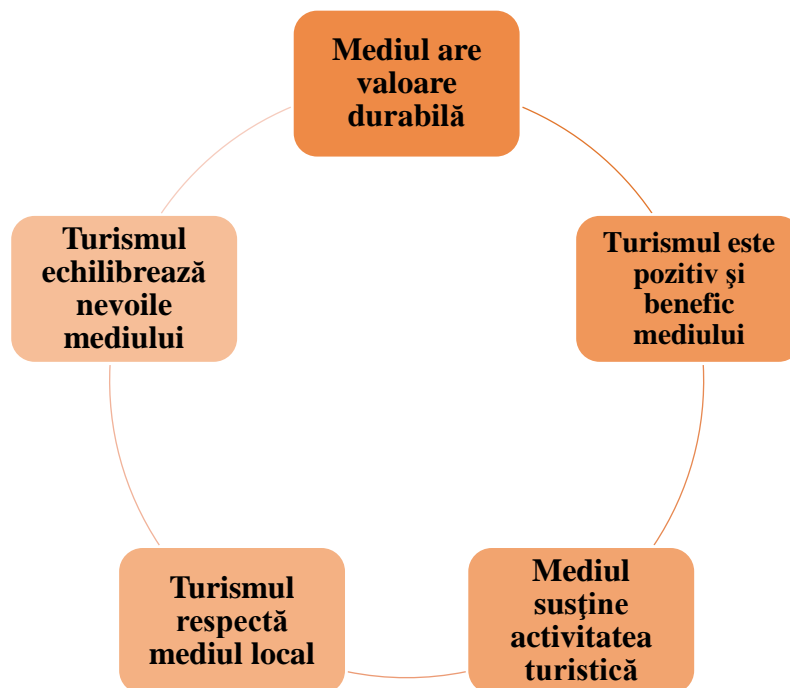 Mediul are
valoare
durabilă
Turismul este
pozitiv şi
benefic
mediului
Mediul
susţine
activitatea
turistică
Turismul
respectă
mediul local
Turismul
echilibrează
nevoile
mediului